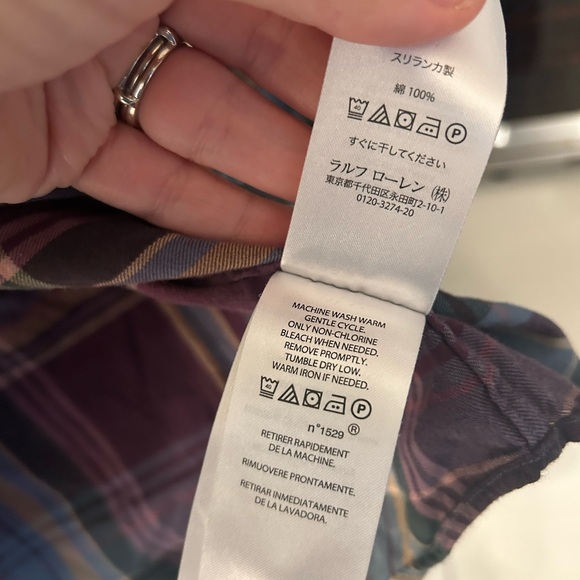 スリランカ製
綿 100%
40 P
すぐに干してください
ラルフ ローレン (株)
東京都千代田区永田町2-10-1
0120-3274-20
MACHINE WASH WARM
GENTLE CYCLE.
ONLY NON-CHLORINE
BLEACH WHEN NEEDED.
REMOVE PROMPTLY.
TUMBLE DRY LOW.
WARM IRON IF NEEDED.
40 P
n°1529 ®
RETIRER RAPIDEMENT
DE LA MACHINE.
RIMUOVERE PRONTAMENTE.
RETIRAR INMEDIATAMENTE
DE LA LAVADORA.